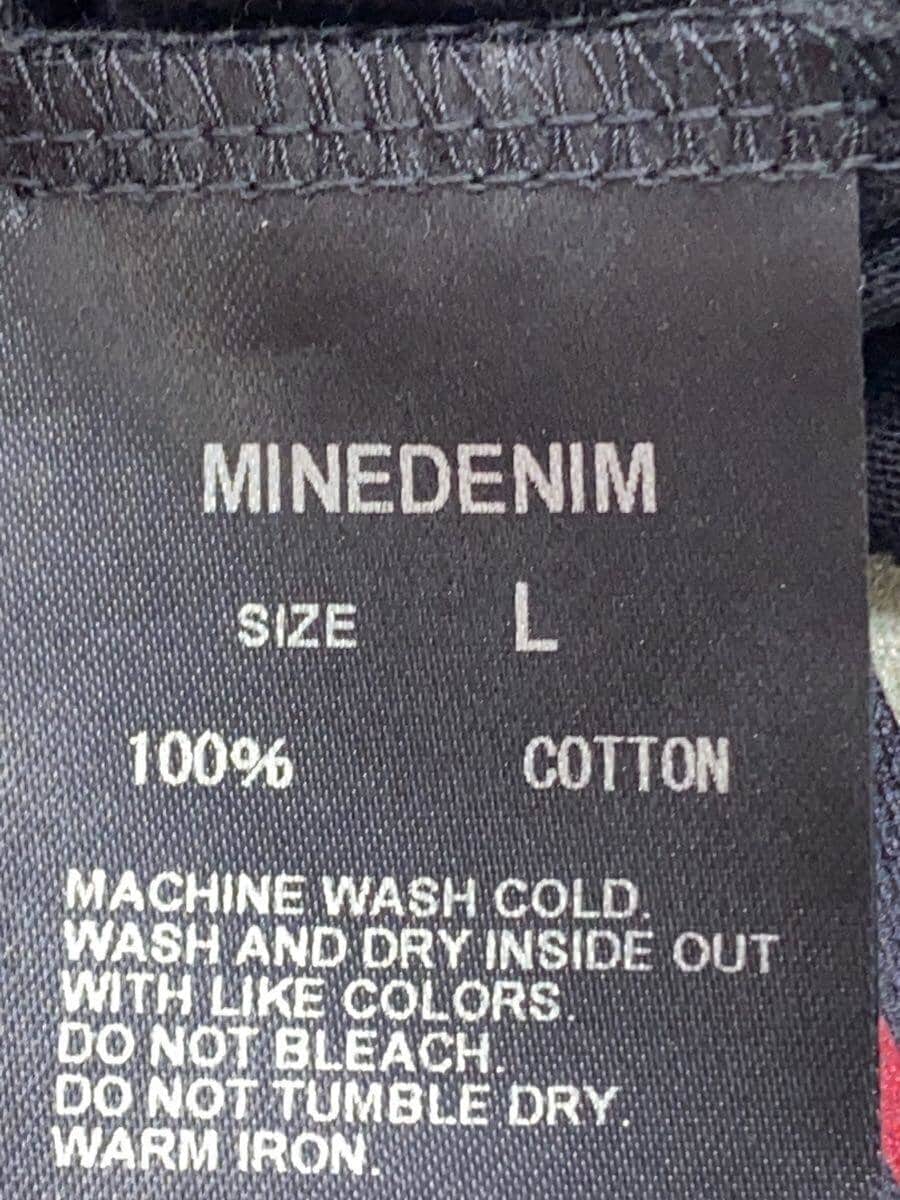 MINEDENIM
SIZE L
100% COTTON
MACHINE WASH COLD.
WASH AND DRY INSIDE OUT
WITH LIKE COLORS.
DO NOT BLEACH.
DO NOT TUMBLE DRY.
WARM IRON.